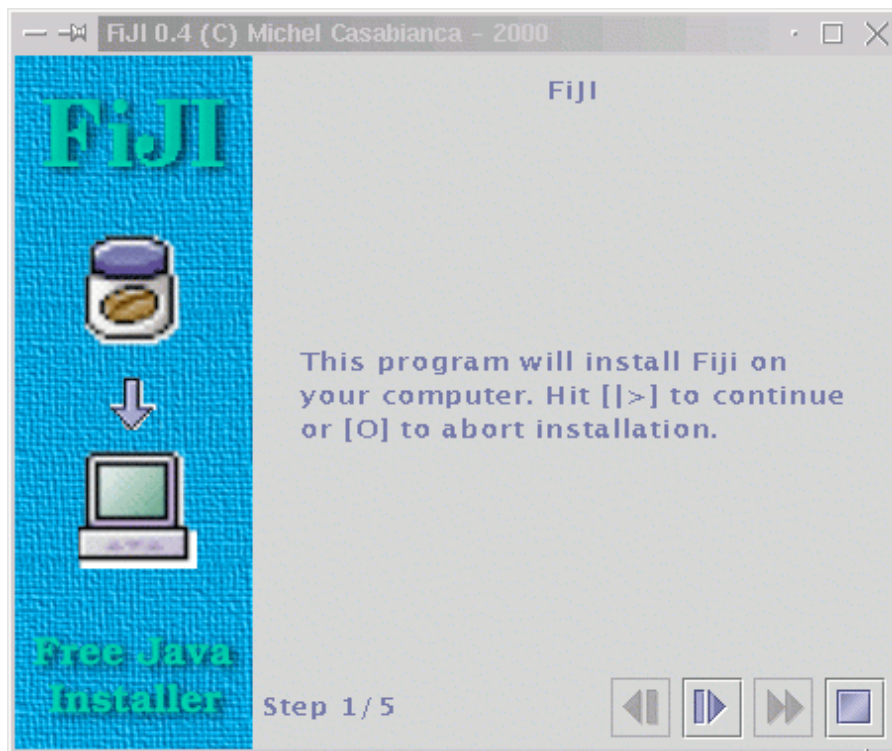 FiJI 0.4 (C) Michel Casabianca - 2000
FiJI
FiJI
This program will install Fiji on
your computer. Hit [|>] to continue
or [O] to abort installation.
Free Java
Installer
Step 1/5